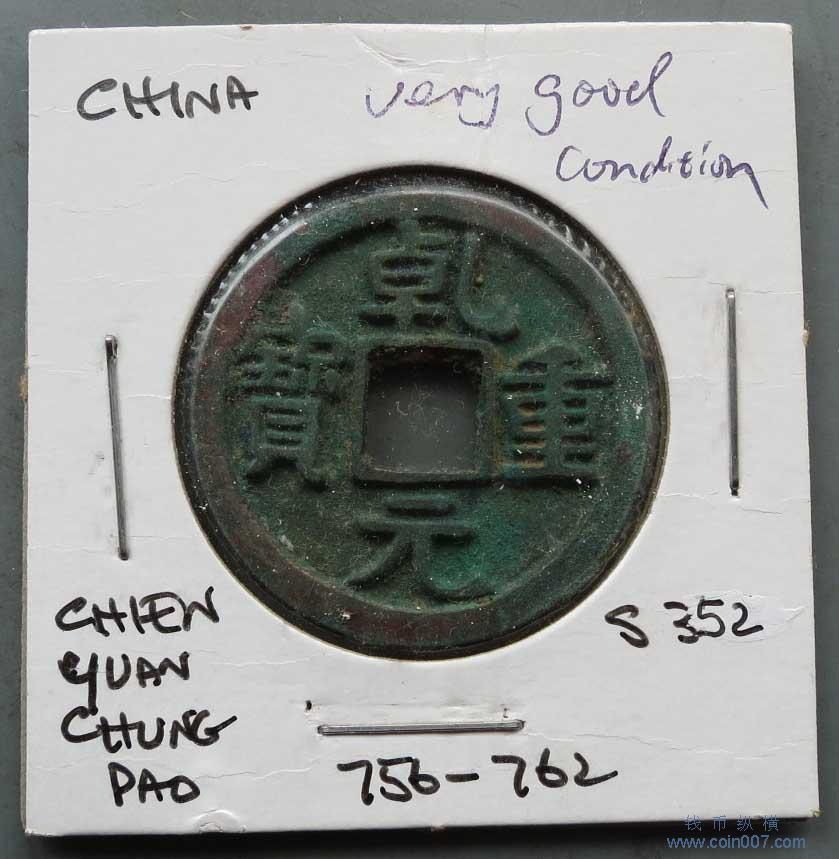 CHINA
very good
condition
乾
寶 重
元
CHIEN
YUAN
CHUNG
PAO
S 352
756-762
钱币纵横
www.coin007.com